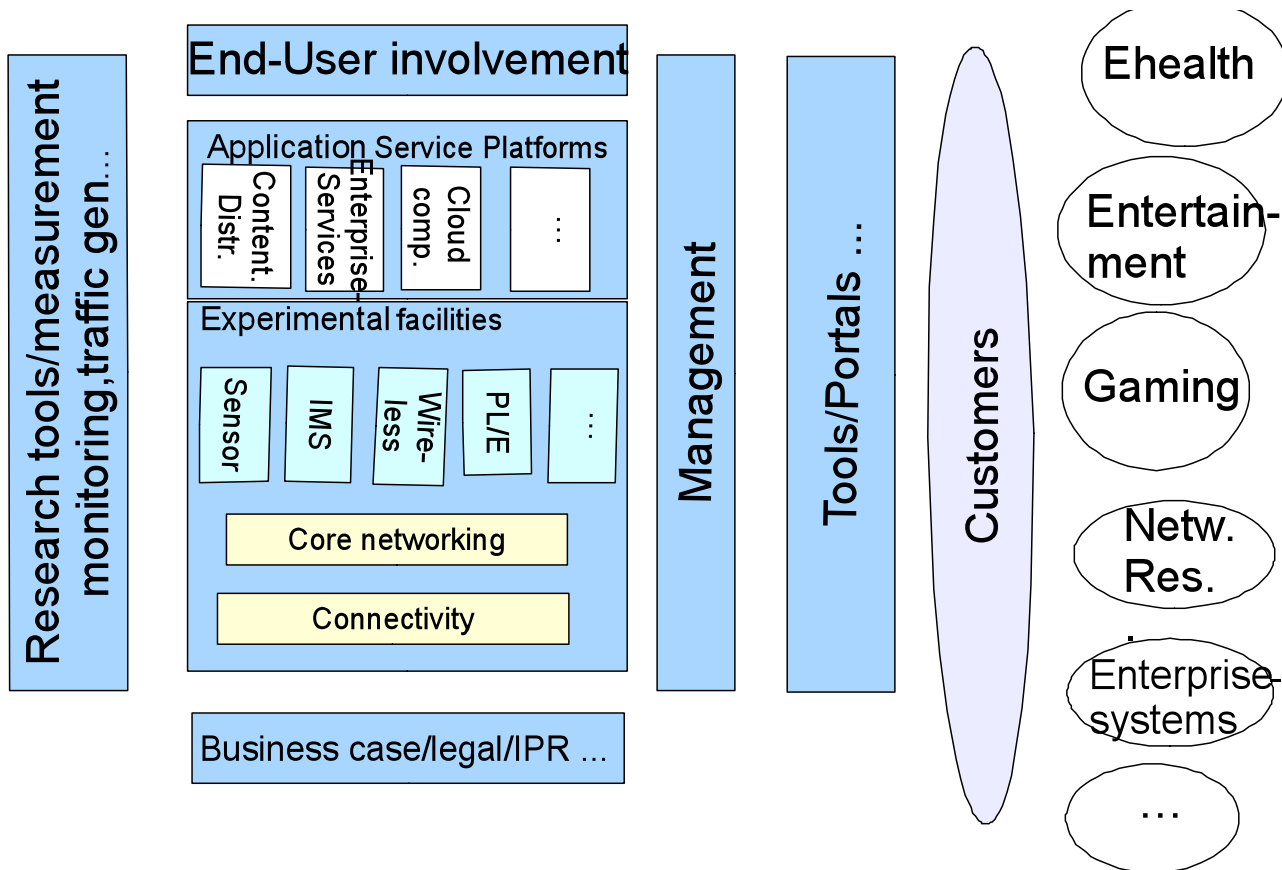 Research tools/measurement
monitoring,traffic gen...
End-User involvement
Application Service Platforms
Content.
Distr.
Enterprise-
Services
Cloud
comp.
...
Experimental facilities
Sensor
IMS
Wire-
less
PL/E
...
Core networking
Connectivity
Business case/legal/IPR ...
Management
Tools/Portals ...
Customers
Ehealth
Entertain-
ment
Gaming
Netw.
Res.
.
Enterprise-
systems
...